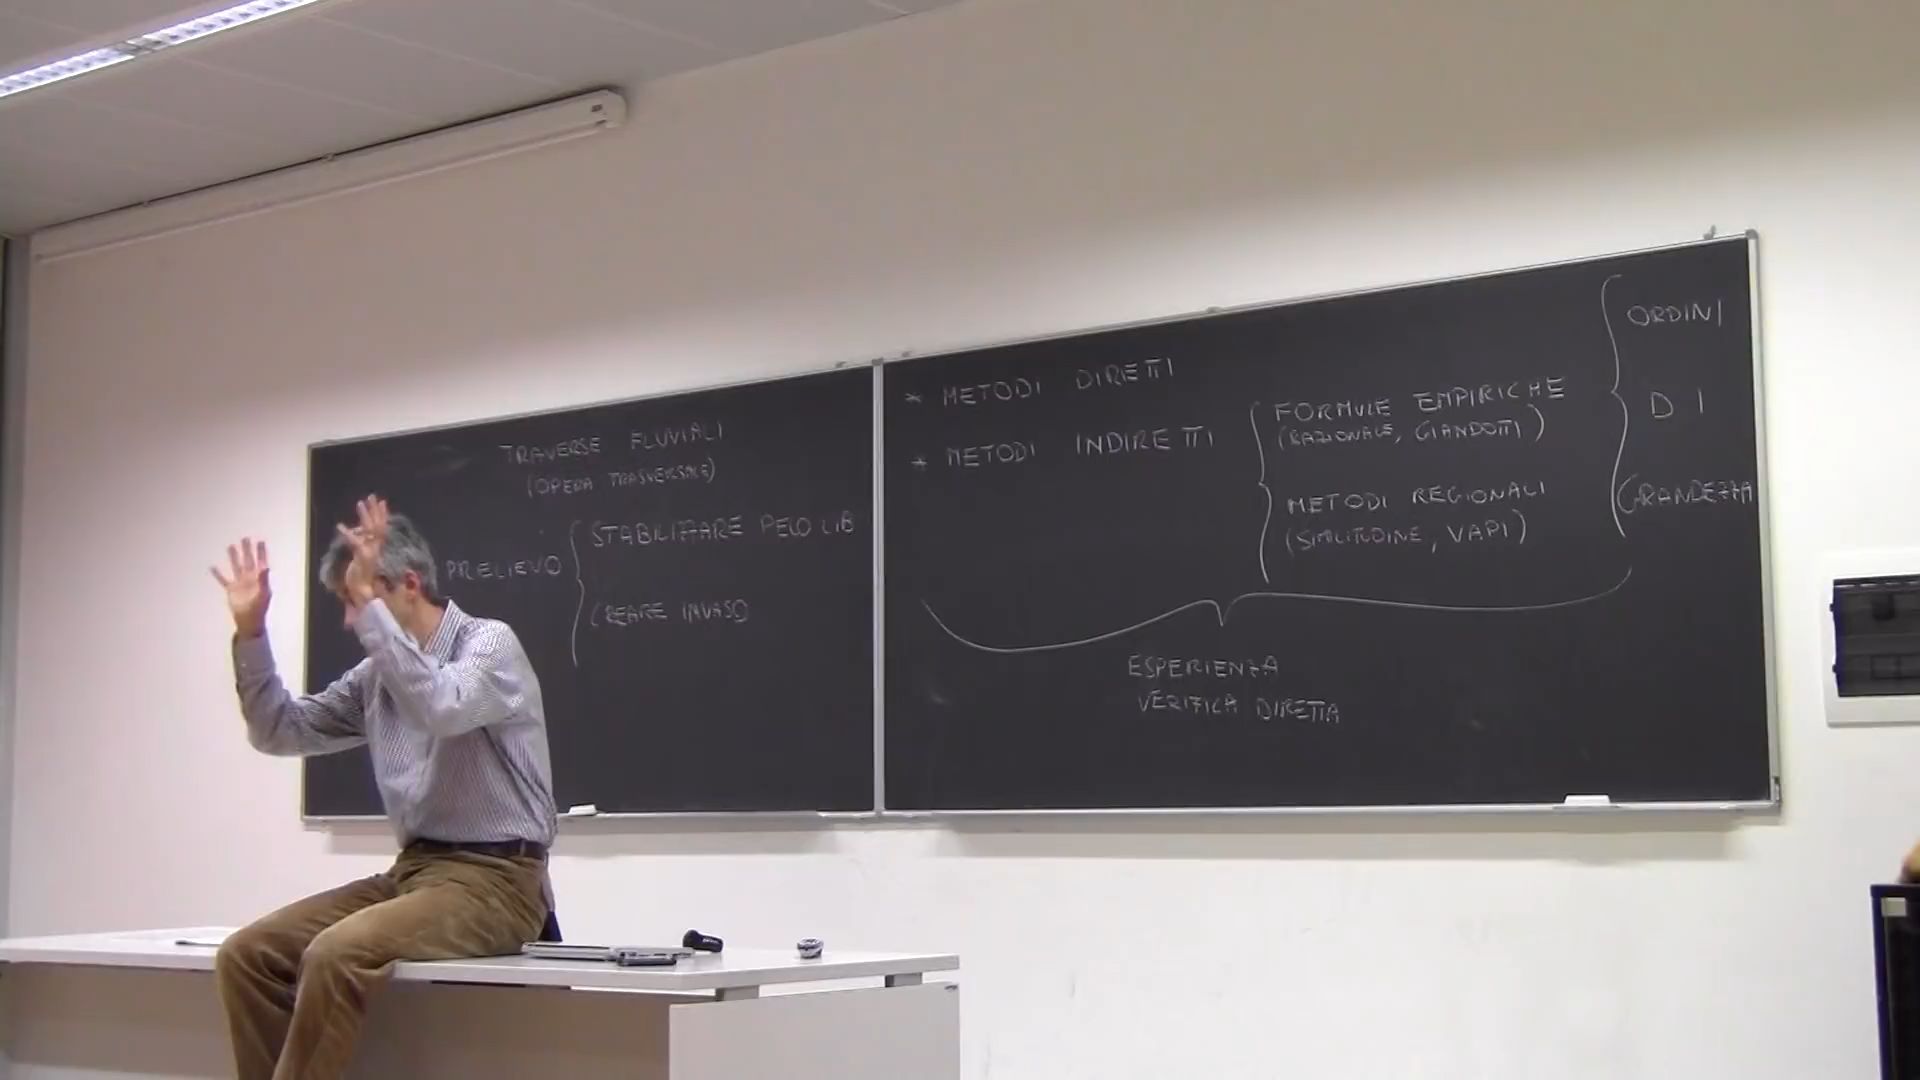 TRAVERSE FLUVIALI
(OPERA TRASVERSALE)
PRELIEVO
STABILIZZARE PELO LIB
CREARE INVASO
* METODI DIRETTI
* METODI INDIRETTI
FORMULE EMPIRICHE
(RAZIONALE, GIANDOTTI)
METODI REGIONALI
(SIMILITUDINE, VAPI)
ORDINI
DI
GRANDEZZA
ESPERIENZA
VERIFICA DIRETTA